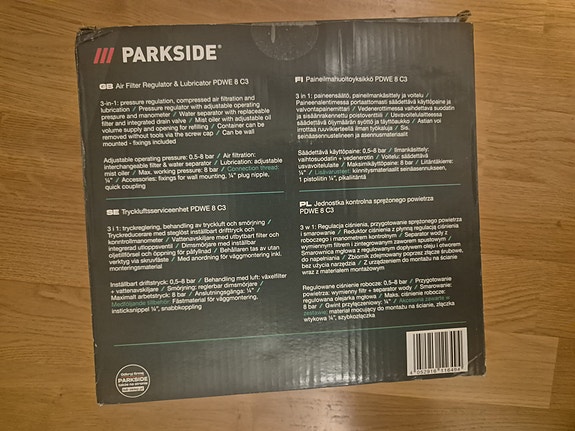 /// PARKSIDE®
GB Air Filter Regulator & Lubricator PDWE 8 C3
3-in-1: pressure regulation, compressed air filtration and
lubrication / Pressure regulator with adjustable operating
pressure and manometer / Water separator with replaceable
filter and integrated drain valve / Mist oiler with adjustable oil
volume supply and opening for refilling / Container can be
removed without tools via the screw cap / Can be wall
mounted - fixings included
Adjustable operating pressure: 0,5–8 bar / Air filtration:
interchangeable filter & water separator / Lubrication: adjustable
mist oiler / Max. working pressure: 8 bar / Connection thread:
¼" / Accessories: fixings for wall mounting, ¼" plug nipple,
quick coupling
SE Tryckluftsserviceenhet PDWE 8 C3
3 i 1: tryckreglering, behandling av tryckluft och smörjning /
Tryckreducerare med steglöst inställbart drifttryck och
kontrollmanometer / Vattenavskiljare med utbytbart filter och
integrerad utloppsventil / Dimsmörjare med inställbar
oljetillförsel och öppning för påfyllning / Behållaren tas av utan
verktyg via skruvlåset / Med anordning för väggmontering inkl.
monteringsmaterial
Inställbart drifttryck: 0,5–8 bar / Behandling med luft: växelfilter
+ vattenavskiljare / Smörjning: reglerbar dimsmörjare /
Maximalt arbetstryck: 8 bar / Anslutningsgänga: ¼" /
Medföljande tillbehör: Fästmaterial för väggmontering,
insticksnippel ¼", snabbkoppling
FI Paineilmahuoltoyksikkö PDWE 8 C3
3 in 1: paineensäätö, paineilmankäsittely ja voitelu /
Paineenalentimessa portaattomasti säädettävä käyttöpaine ja
valvontapainemittari / Vedenerottimessa vaihdettava suodatin
ja sisäänrakennettu poistoventtiili / Usvavoitelulaitteessa
säädettävä öljymäärän syöttö ja täyttöaukko / Astian voi
irrottaa ruuvikierteellä ilman työkaluja / Sis.
seinäasennustelineen ja asennusmateriaalit
Säädettävä käyttöpaine: 0,5–8 bar / Ilmankäsittely:
vaihtosuodatin + vedenerotin / Voitelu: säädettävä
usvavoitelulaite / Maksimikäyttöpaine: 8 bar / Liitäntäkierre:
¼" / Lisävarusteet: kiinnitysmateriaalit seinäasennukseen,
1 pistoliitin ¼", pikaliitäntä
PL Jednostka kontrolna sprężonego powietrza
PDWE 8 C3
3 w 1: Regulacja ciśnienia, przygotowanie sprężonego powietrza
i smarowanie / Reduktor ciśnienia z płynną regulacją ciśnienia
roboczego i manometrem kontrolnym / Separator wody z
wymiennym filtrem i zintegrowanym zaworem spustowym /
Smarownica mgłowa z regulowanym dopływem oleju i otworem
do napełniania / Zbiornik zdejmowany poprzez złącze śrubowe,
bez użycia narzędzia / Z urządzeniem do montażu na ścianie
wraz z materiałem montażowym
Regulowane ciśnienie robocze: 0,5–8 bar / Przygotowanie
powietrza: wymienny filtr + separator wody / Smarowanie:
regulowana olejarka mgłowa / Maks. ciśnienie robocze:
8 bar / Gwint przyłączeniowy: ¼" / Akcesoria zawarte w
zestawie: materiał mocujący do montażu na ścianie, złączka
wtykowa ¼", szybkozłączka
PARKSIDE
4 052916 116494